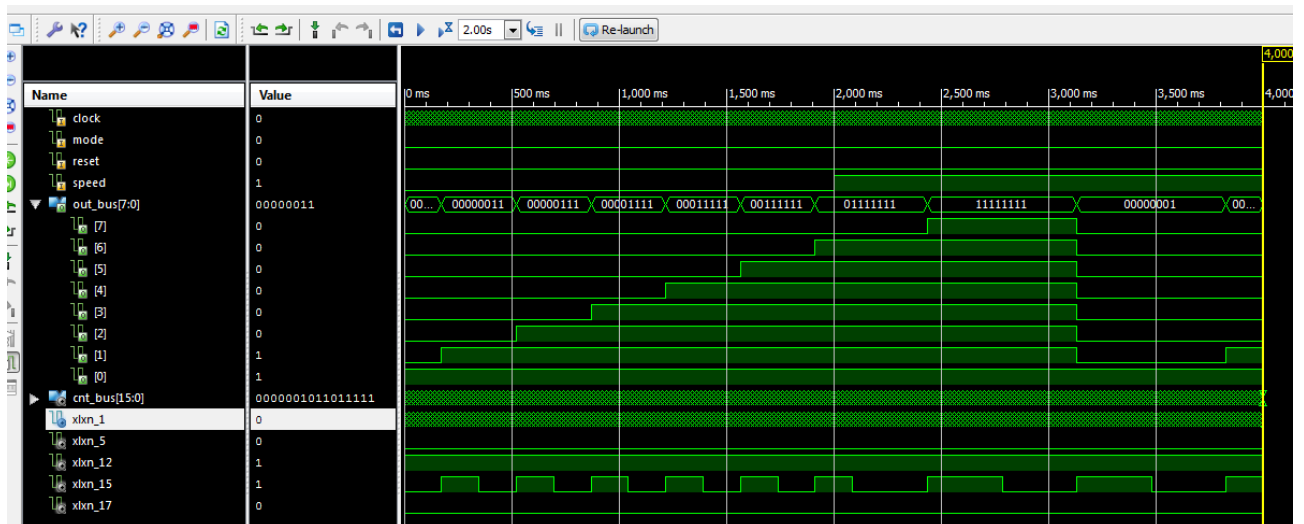 2.00s Re-launch
4,000
Name Value 0 ms 500 ms 1,000 ms 1,500 ms 2,000 ms 2,500 ms 3,000 ms 3,500 ms 4,000
clock 0
mode 0
reset 0
speed 1
out_bus[7:0] 00000011 00... 00000011 00000111 00001111 00011111 00111111 01111111 11111111 00000001 00...
[7] 0
[6] 0
[5] 0
[4] 0
[3] 0
[2] 0
[1] 1
[0] 1
cnt_bus[15:0] 0000001011011111
xlxn_1 0
xlxn_5 0
xlxn_12 1
xlxn_15 1
xlxn_17 0